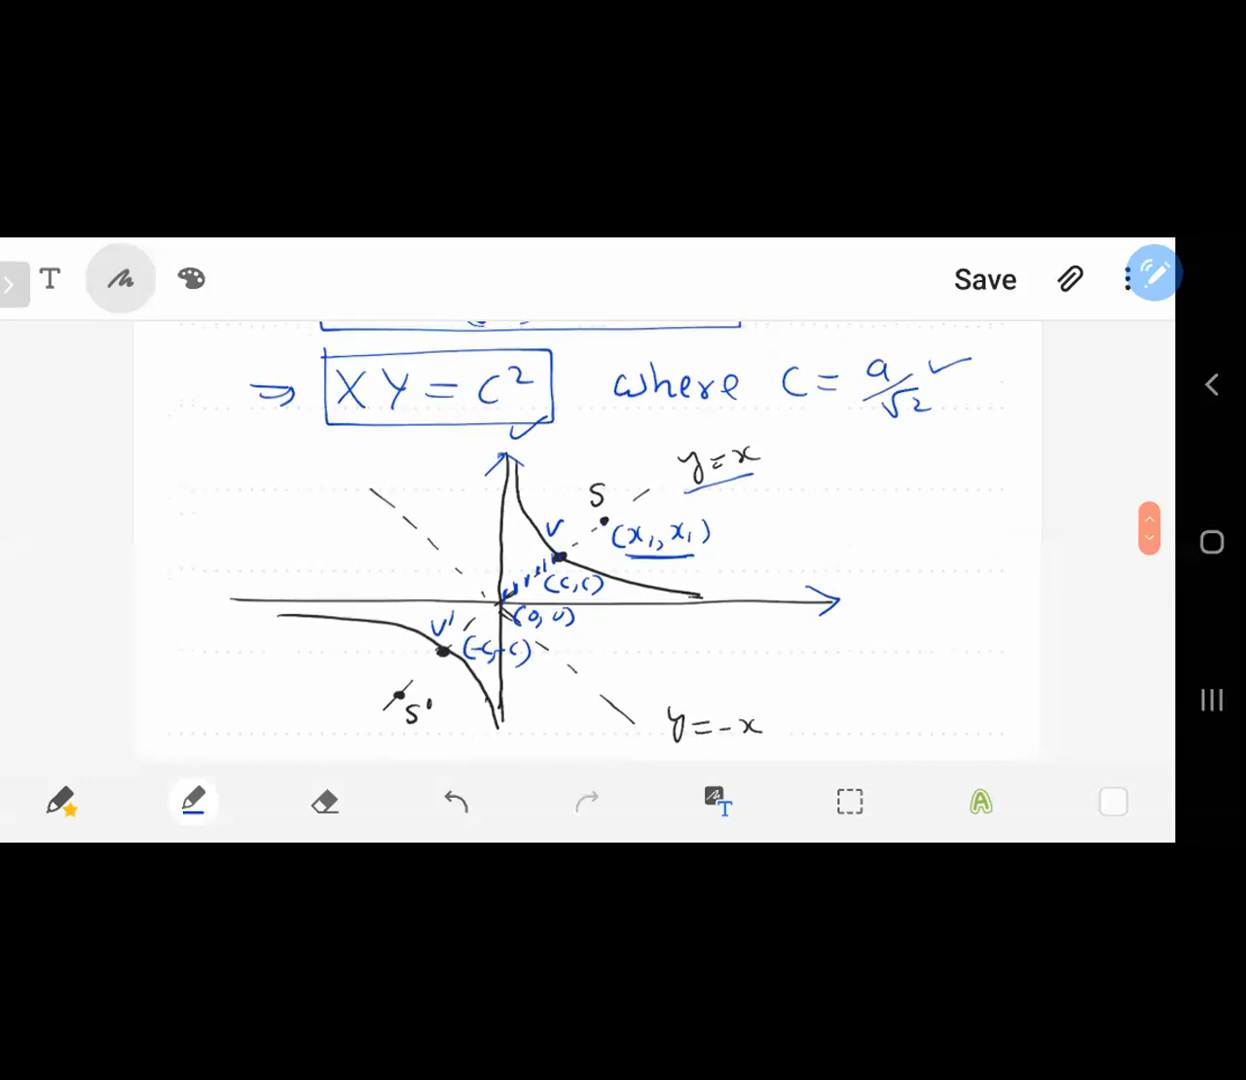 T Save
⇒ XY = C² where C = a/√2 ✓
y=x
S
V (x₁, x₁)
(c,c)
V' (0, 0)
(-c,-c)
S'
y=-x
T A